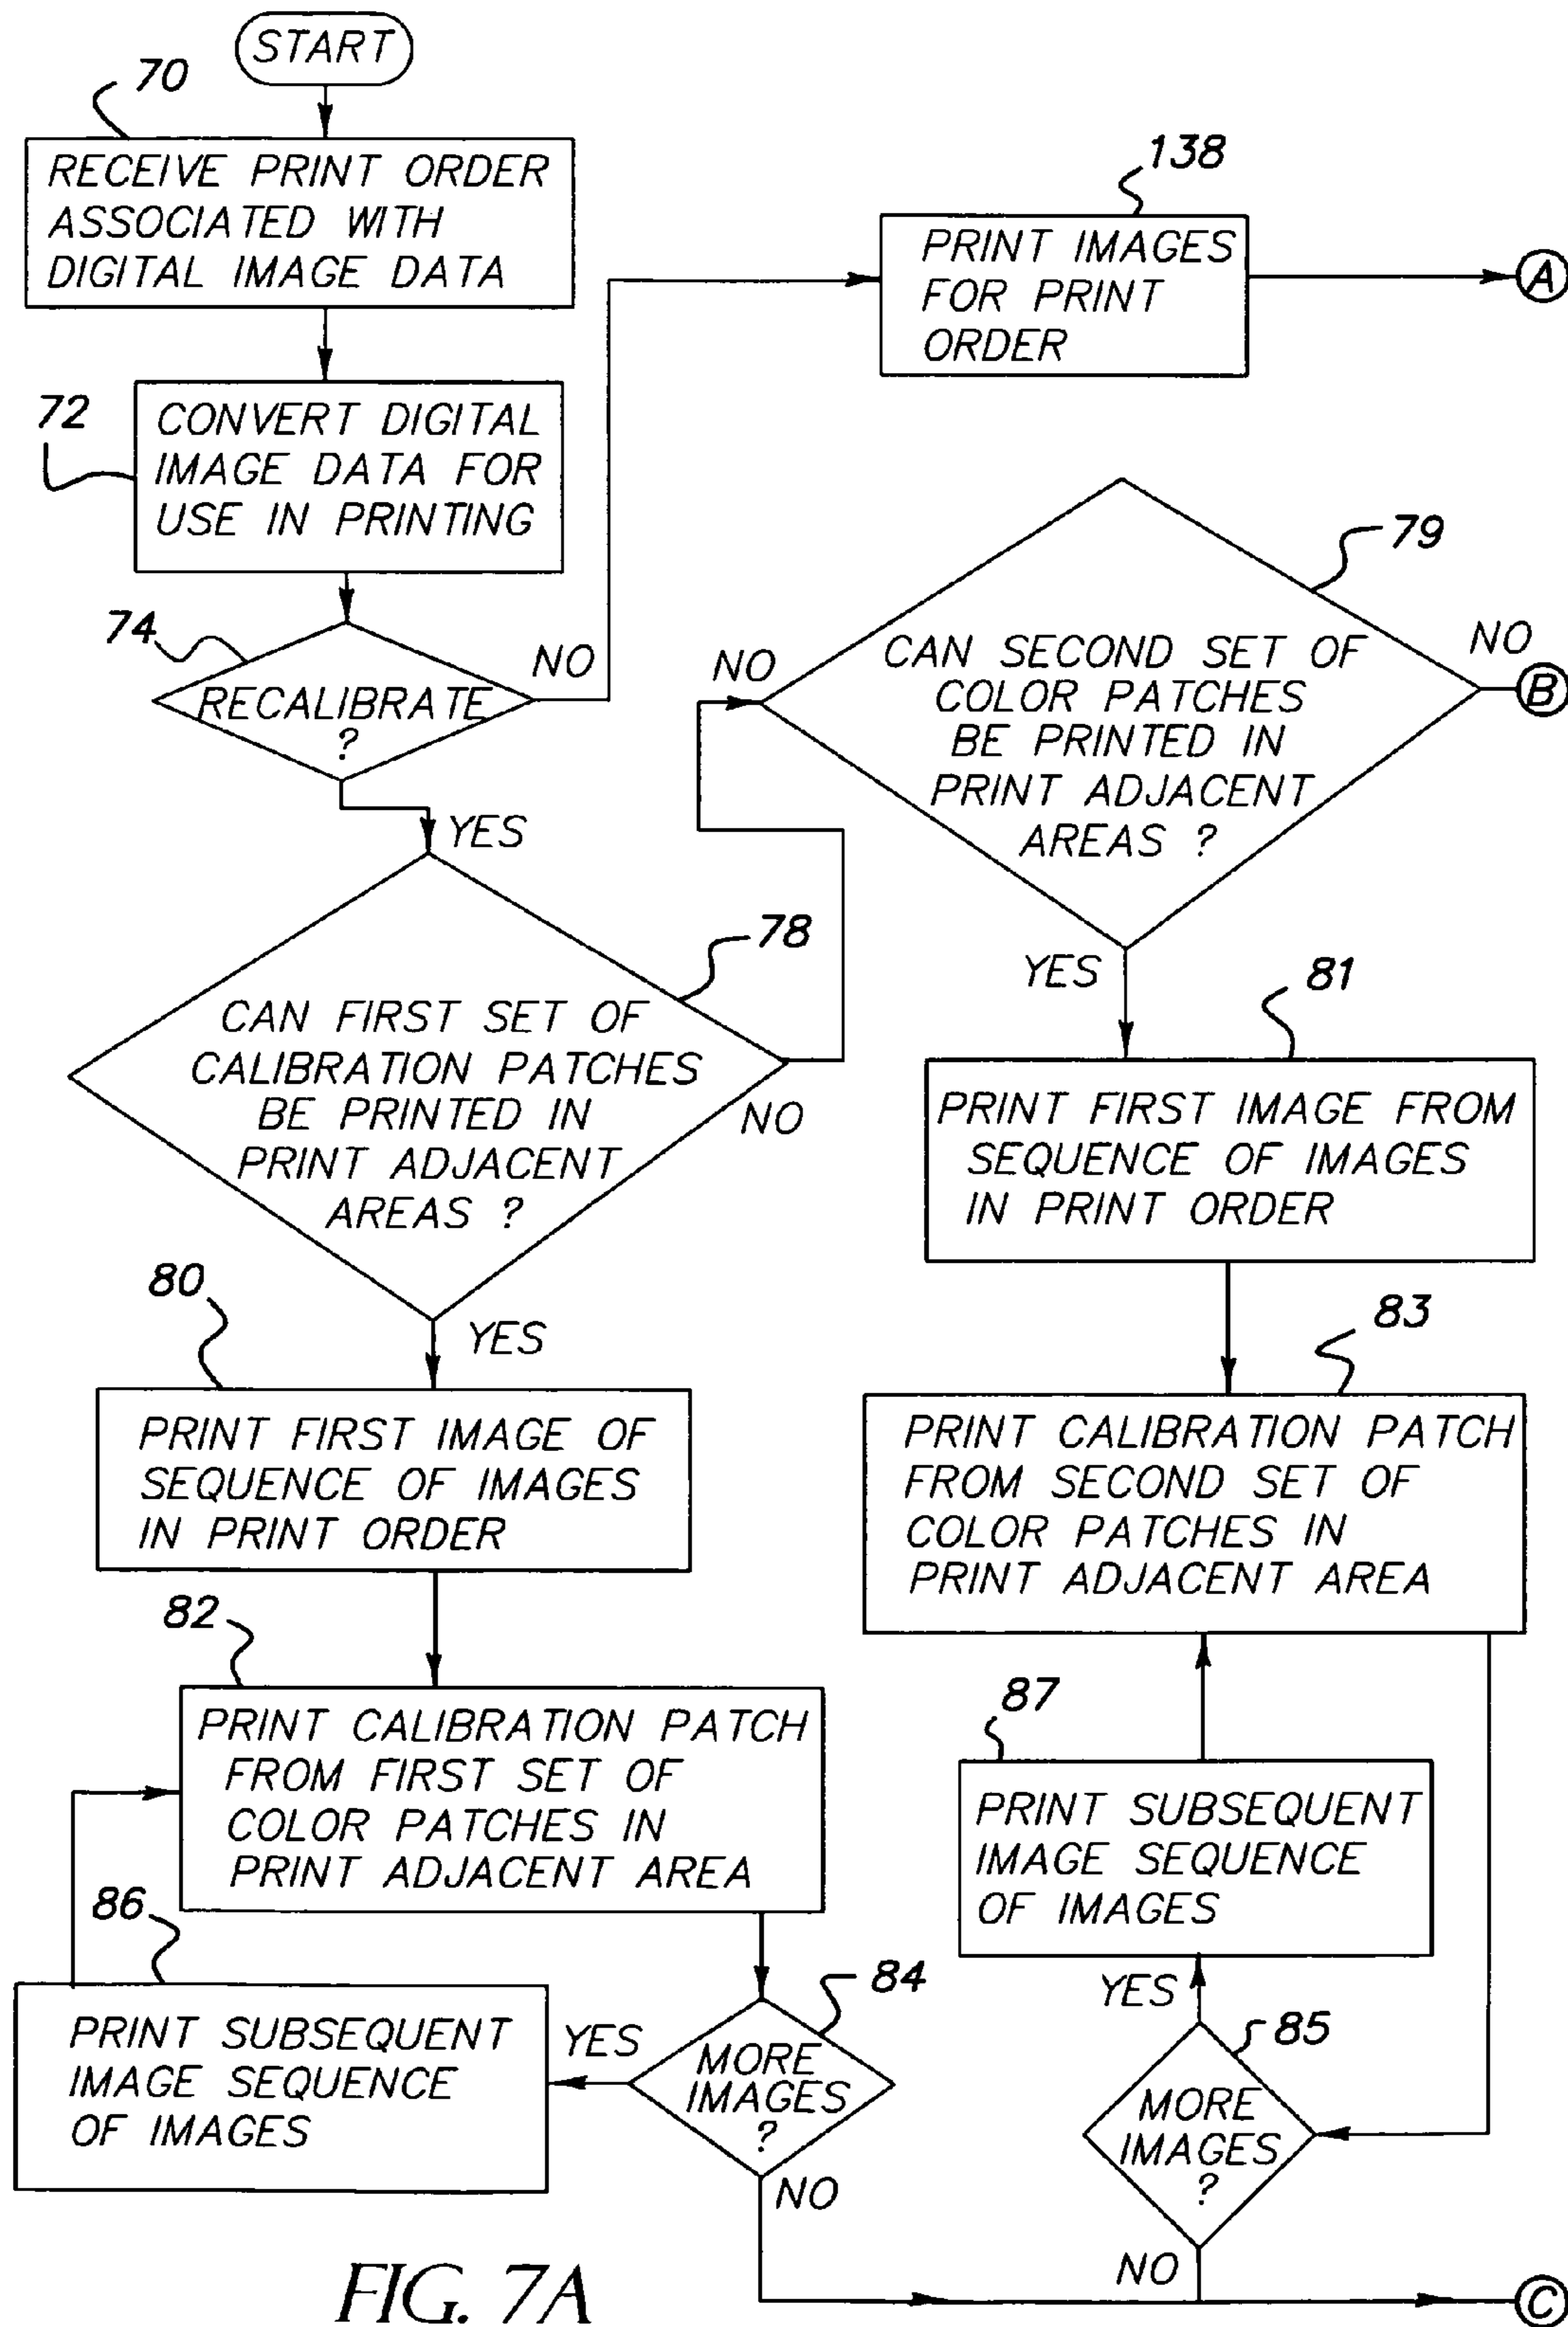 START
70
RECEIVE PRINT ORDER
ASSOCIATED WITH
DIGITAL IMAGE DATA
72
CONVERT DIGITAL
IMAGE DATA FOR
USE IN PRINTING
74
RECALIBRATE
?
NO
YES
138
PRINT IMAGES
FOR PRINT
ORDER
A
78
CAN FIRST SET OF
CALIBRATION PATCHES
BE PRINTED IN
PRINT ADJACENT
AREAS ?
NO
YES
80
PRINT FIRST IMAGE OF
SEQUENCE OF IMAGES
IN PRINT ORDER
82
PRINT CALIBRATION PATCH
FROM FIRST SET OF
COLOR PATCHES IN
PRINT ADJACENT AREA
84
MORE
IMAGES
?
YES
NO
86
PRINT SUBSEQUENT
IMAGE SEQUENCE
OF IMAGES
NO
79
CAN SECOND SET OF
COLOR PATCHES
BE PRINTED IN
PRINT ADJACENT
AREAS ?
NO
B
YES
81
PRINT FIRST IMAGE FROM
SEQUENCE OF IMAGES
IN PRINT ORDER
83
PRINT CALIBRATION PATCH
FROM SECOND SET OF
COLOR PATCHES IN
PRINT ADJACENT AREA
87
PRINT SUBSEQUENT
IMAGE SEQUENCE
OF IMAGES
YES
85
MORE
IMAGES
?
NO
C
FIG. 7A